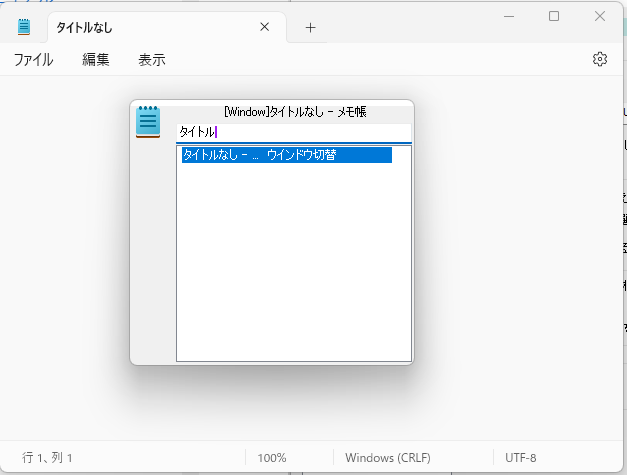 タイトルなし
ファイル 編集 表示
[Window]タイトルなし - メモ帳
タイトル
タイトルなし - ... ウインドウ切替
行 1、列 1 100% Windows (CRLF) UTF-8